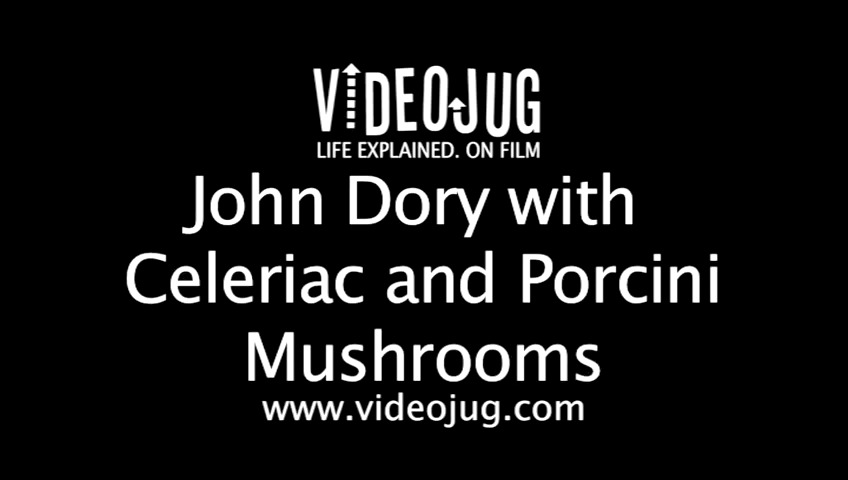 VIDEOJUG
LIFE EXPLAINED. ON FILM
John Dory with
Celeriac and Porcini
Mushrooms
www.videojug.com